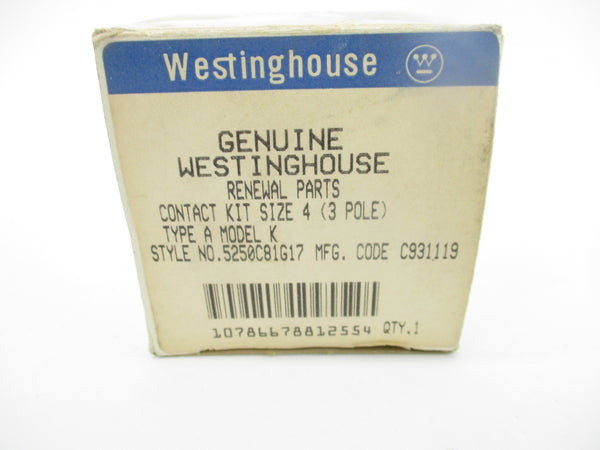 Westinghouse W
GENUINE
WESTINGHOUSE
RENEWAL PARTS
CONTACT KIT SIZE 4 (3 POLE)
TYPE A MODEL K
STYLE NO.5250C81G17 MFG. CODE C931119
10786678812554 QTY.1